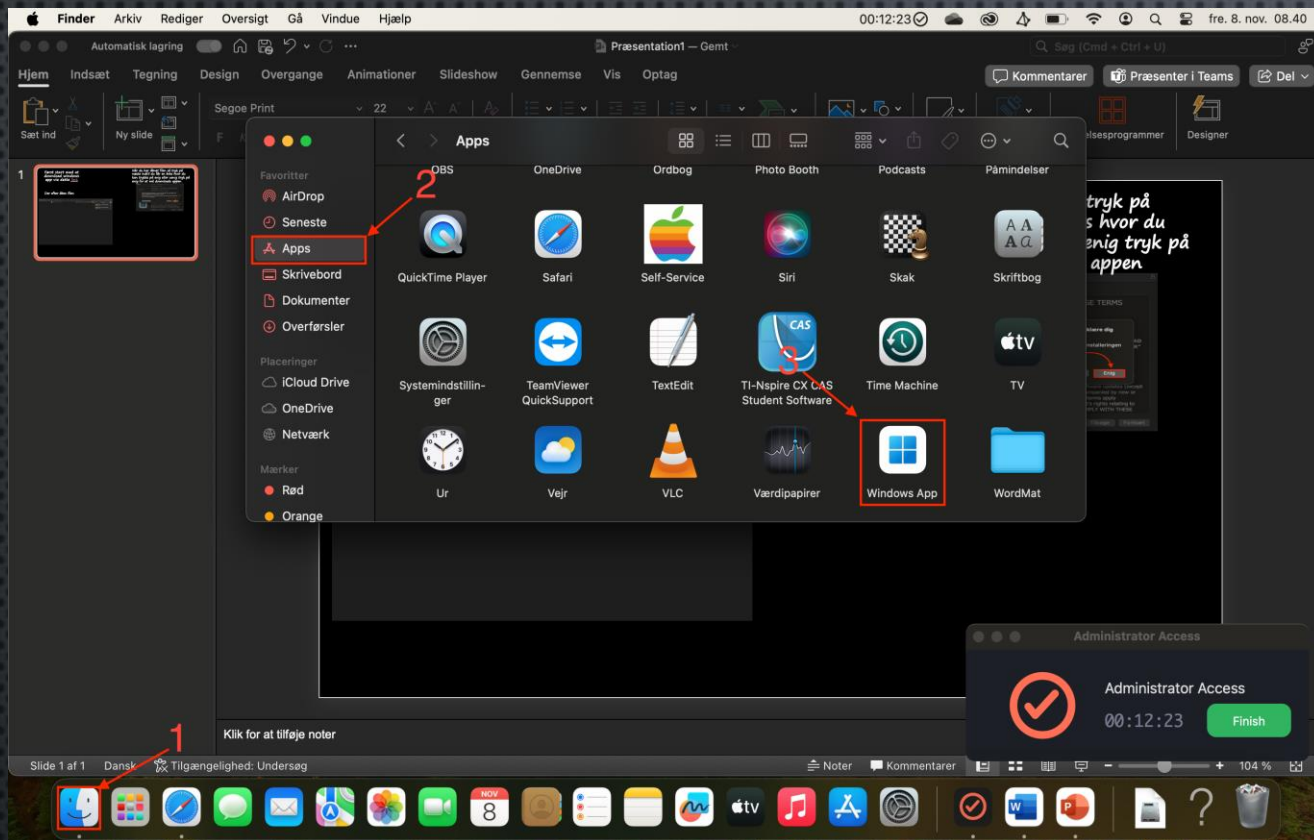 Finder Arkiv Rediger Oversigt Gå Vindue Hjælp 00:12:23 fre. 8. nov. 08.40
Automatisk lagring Præsentation1 — Gemt Søg (Cmd + Ctrl + U)
Hjem Indsæt Tegning Design Overgange Animationer Slideshow Gennemse Vis Optag Kommentarer Præsenter i Teams Del
Segoe Print 22
Sæt ind Ny slide Designer
F
Apps
1
2
Favoritter
AirDrop
Seneste
Apps
Skrivebord
Dokumenter
Overførsler
Placeringer
iCloud Drive
OneDrive
Netværk
Mærker
Rød
Orange
OBS OneDrive Ordbog Photo Booth Podcasts Påmindelser
QuickTime Player Safari Self-Service Siri Skak Skriftbog
CAS
tv
3
Systemindstillin-
ger
TeamViewer
QuickSupport
TextEdit
TI-Nspire CX CAS
Student Software
Time Machine
TV
Ur Vejr VLC Værdipapirer Windows App WordMat
tryk på
hvor du
enig tryk på
appen
Enig
Administrator Access
Administrator Access
00:12:23 Finish
Klik for at tilføje noter
1
Slide 1 af 1 Dansk Tilgængelighed: Undersøg Noter Kommentarer 104 %
NOV
8
tv